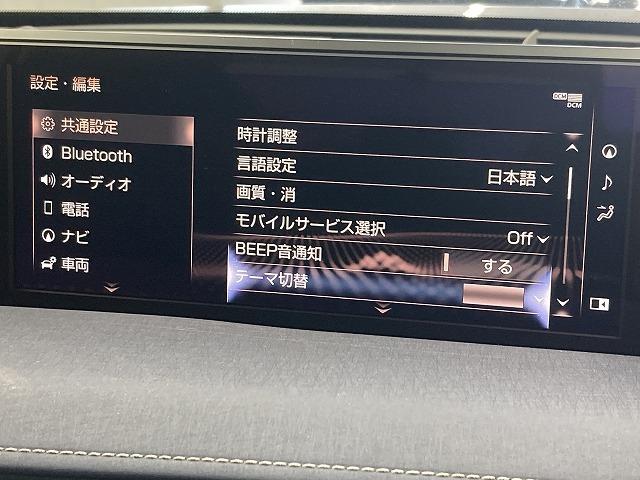 設定・編集
DCM
DCM
共通設定
Bluetooth
オーディオ
電話
ナビ
車両
時計調整
言語設定 日本語
画質・消
モバイルサービス選択 Off
BEEP音通知 する
テーマ切替